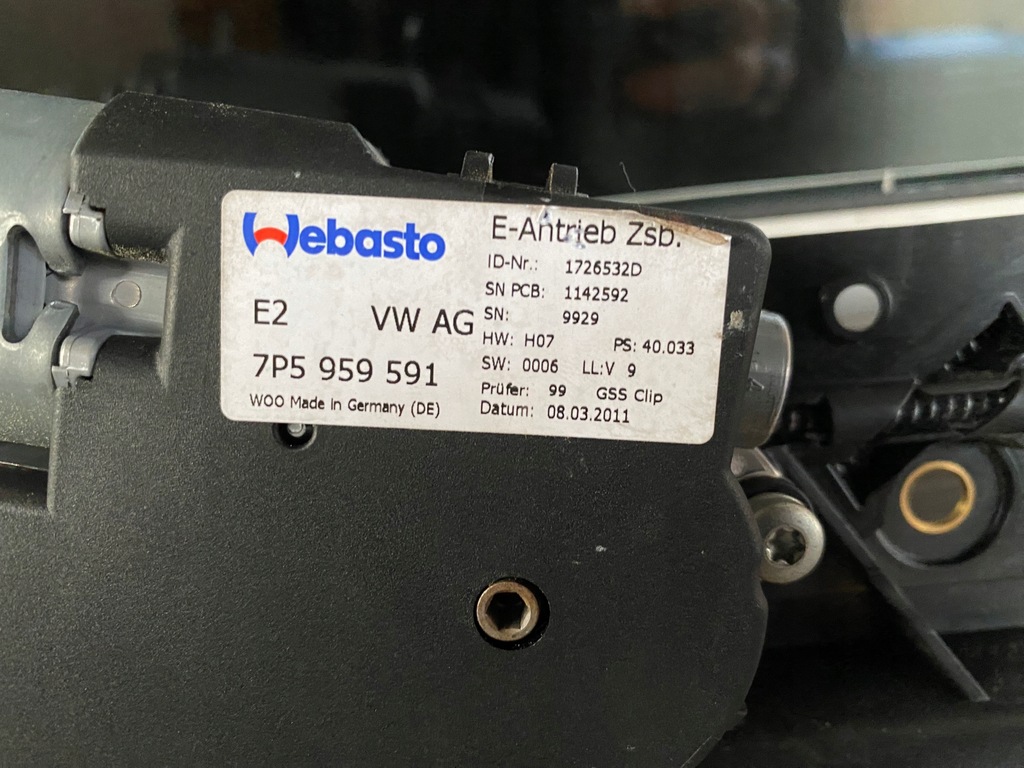 Webasto
E2 VW AG
7P5 959 591
WOO Made in Germany (DE)
E-Antrieb Zsb.
ID-Nr.: 1726532D
SN PCB: 1142592
SN: 9929
HW: H07 PS: 40.033
SW: 0006 LL:V 9
Prüfer: 99 GSS Clip
Datum: 08.03.2011